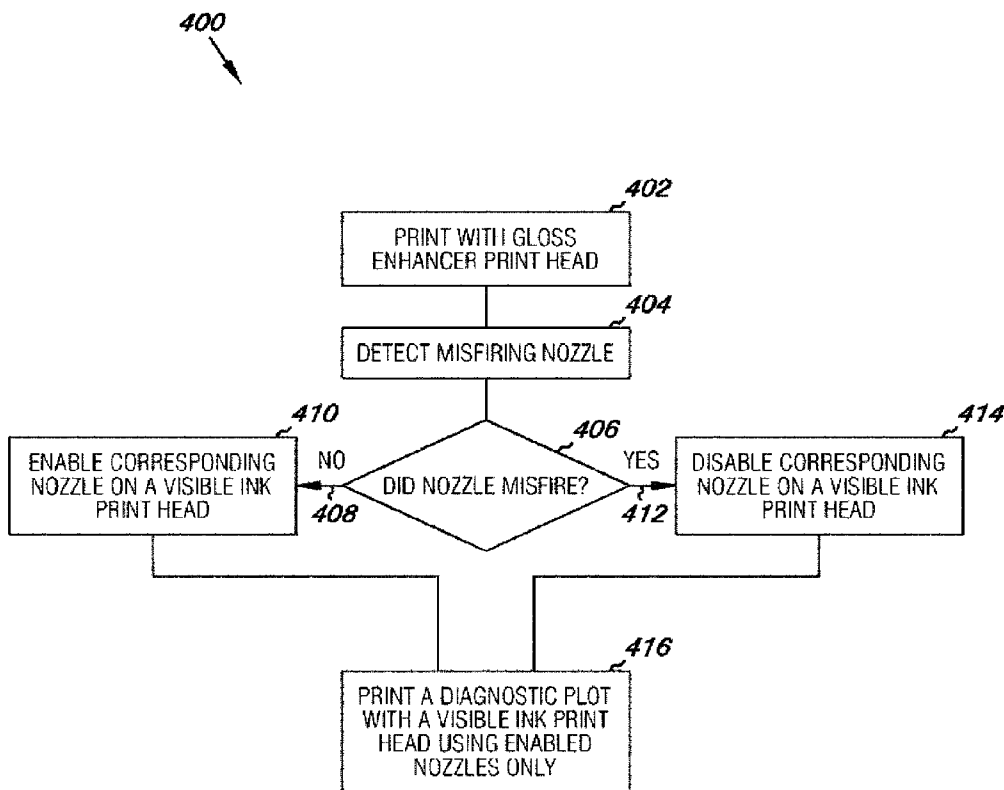 400
402
PRINT WITH GLOSS
ENHANCER PRINT HEAD
404
DETECT MISFIRING NOZZLE
410
ENABLE CORRESPONDING
NOZZLE ON A VISIBLE INK
PRINT HEAD
NO
408
406
DID NOZZLE MISFIRE?
YES
412
414
DISABLE CORRESPONDING
NOZZLE ON A VISIBLE INK
PRINT HEAD
416
PRINT A DIAGNOSTIC PLOT
WITH A VISIBLE INK PRINT
HEAD USING ENABLED
NOZZLES ONLY